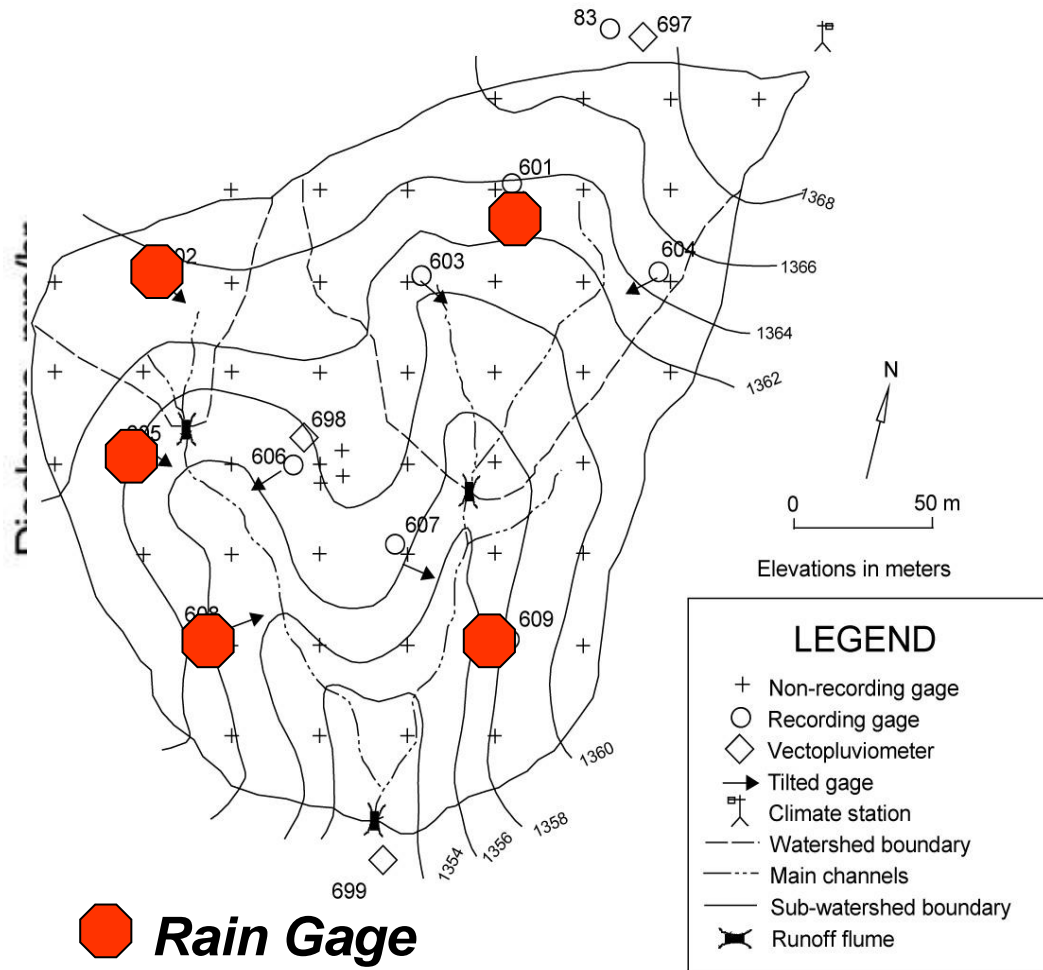 83
697
601
604
603
1368
1366
1364
1362
698
606
607
609
N
0 50 m
Elevations in meters
1360
1358
1356
1354
699
LEGEND
Non-recording gage
Recording gage
Vectopluviometer
Tilted gage
Climate station
Watershed boundary
Main channels
Sub-watershed boundary
Runoff flume
Rain Gage